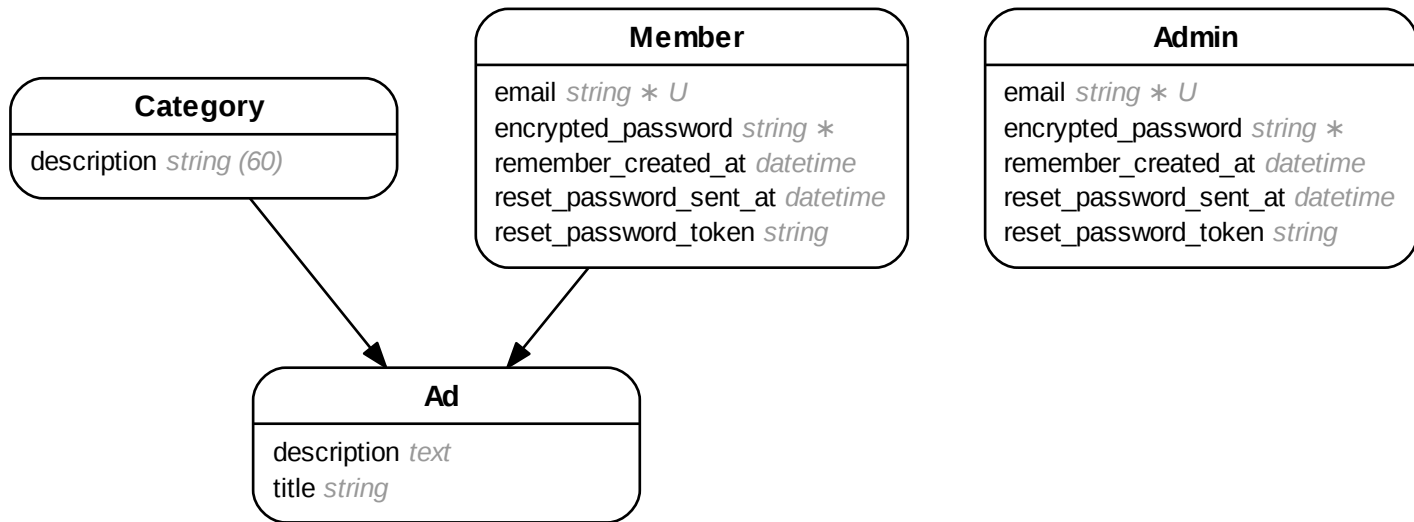 Category
description string (60)
Member
email string ∗ U
encrypted_password string ∗
remember_created_at datetime
reset_password_sent_at datetime
reset_password_token string
Admin
email string ∗ U
encrypted_password string ∗
remember_created_at datetime
reset_password_sent_at datetime
reset_password_token string
Ad
description text
title string